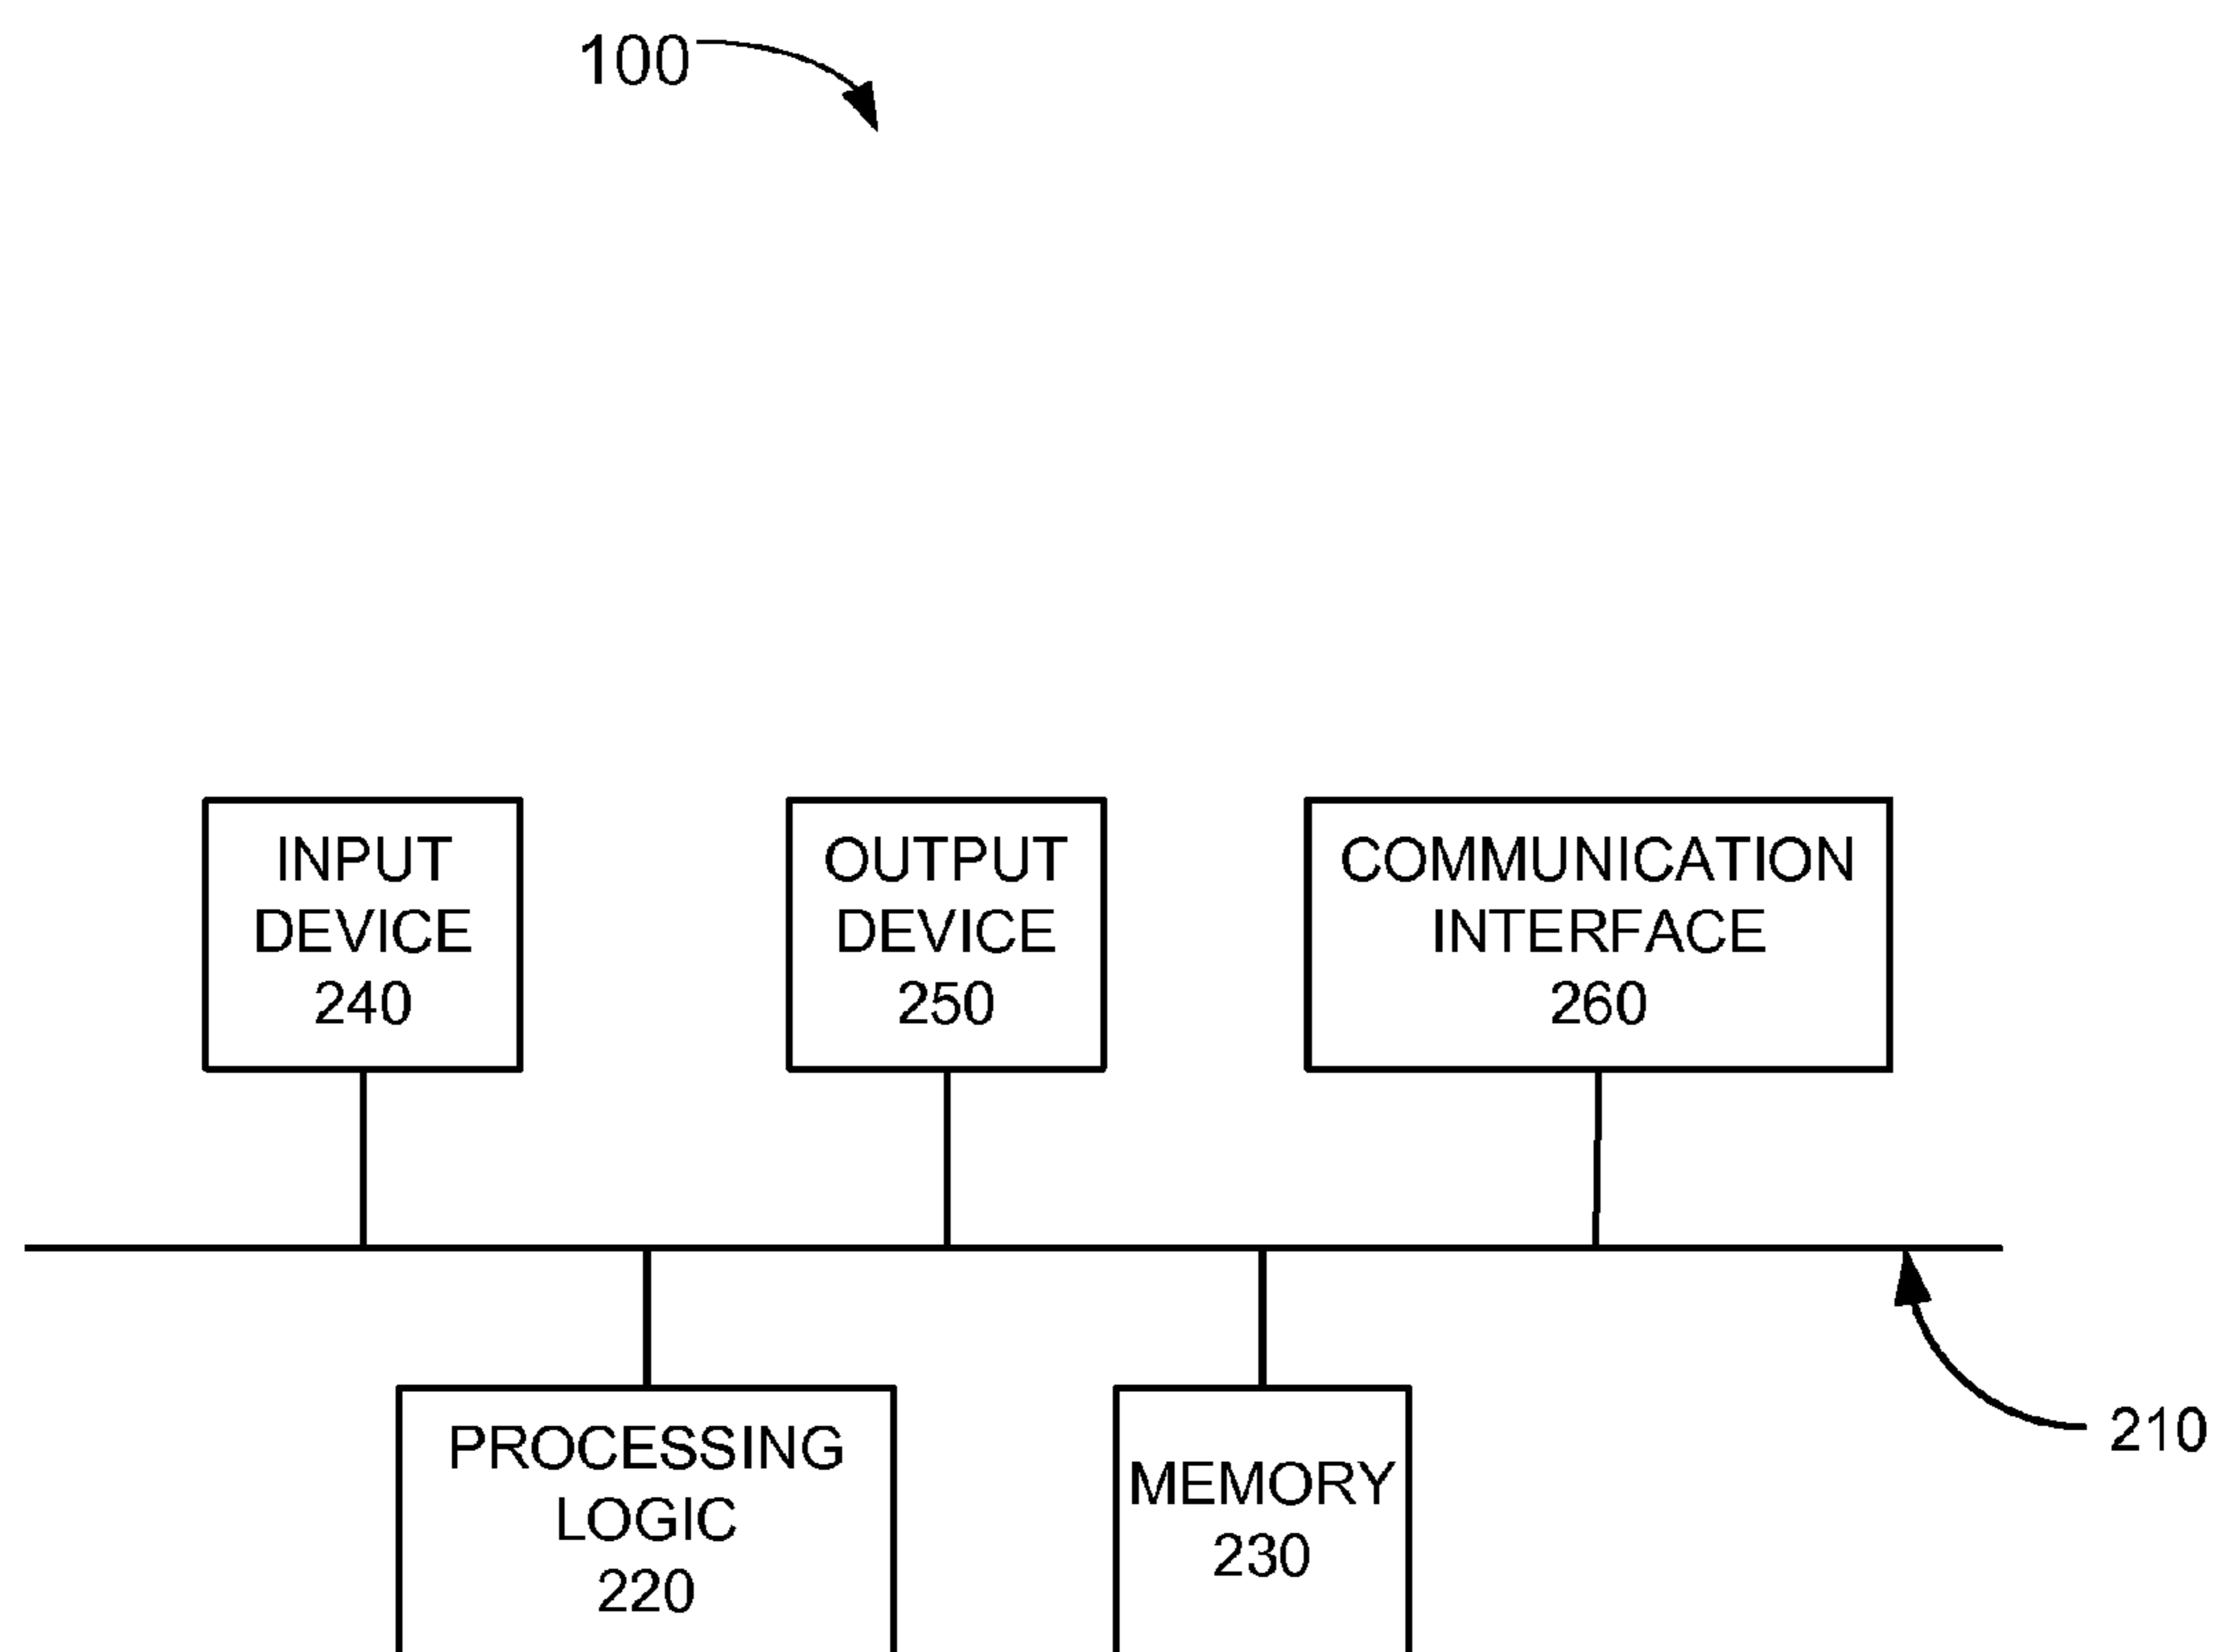 100
INPUT
DEVICE
240
OUTPUT
DEVICE
250
COMMUNICATION
INTERFACE
260
PROCESSING
LOGIC
220
MEMORY
230
210